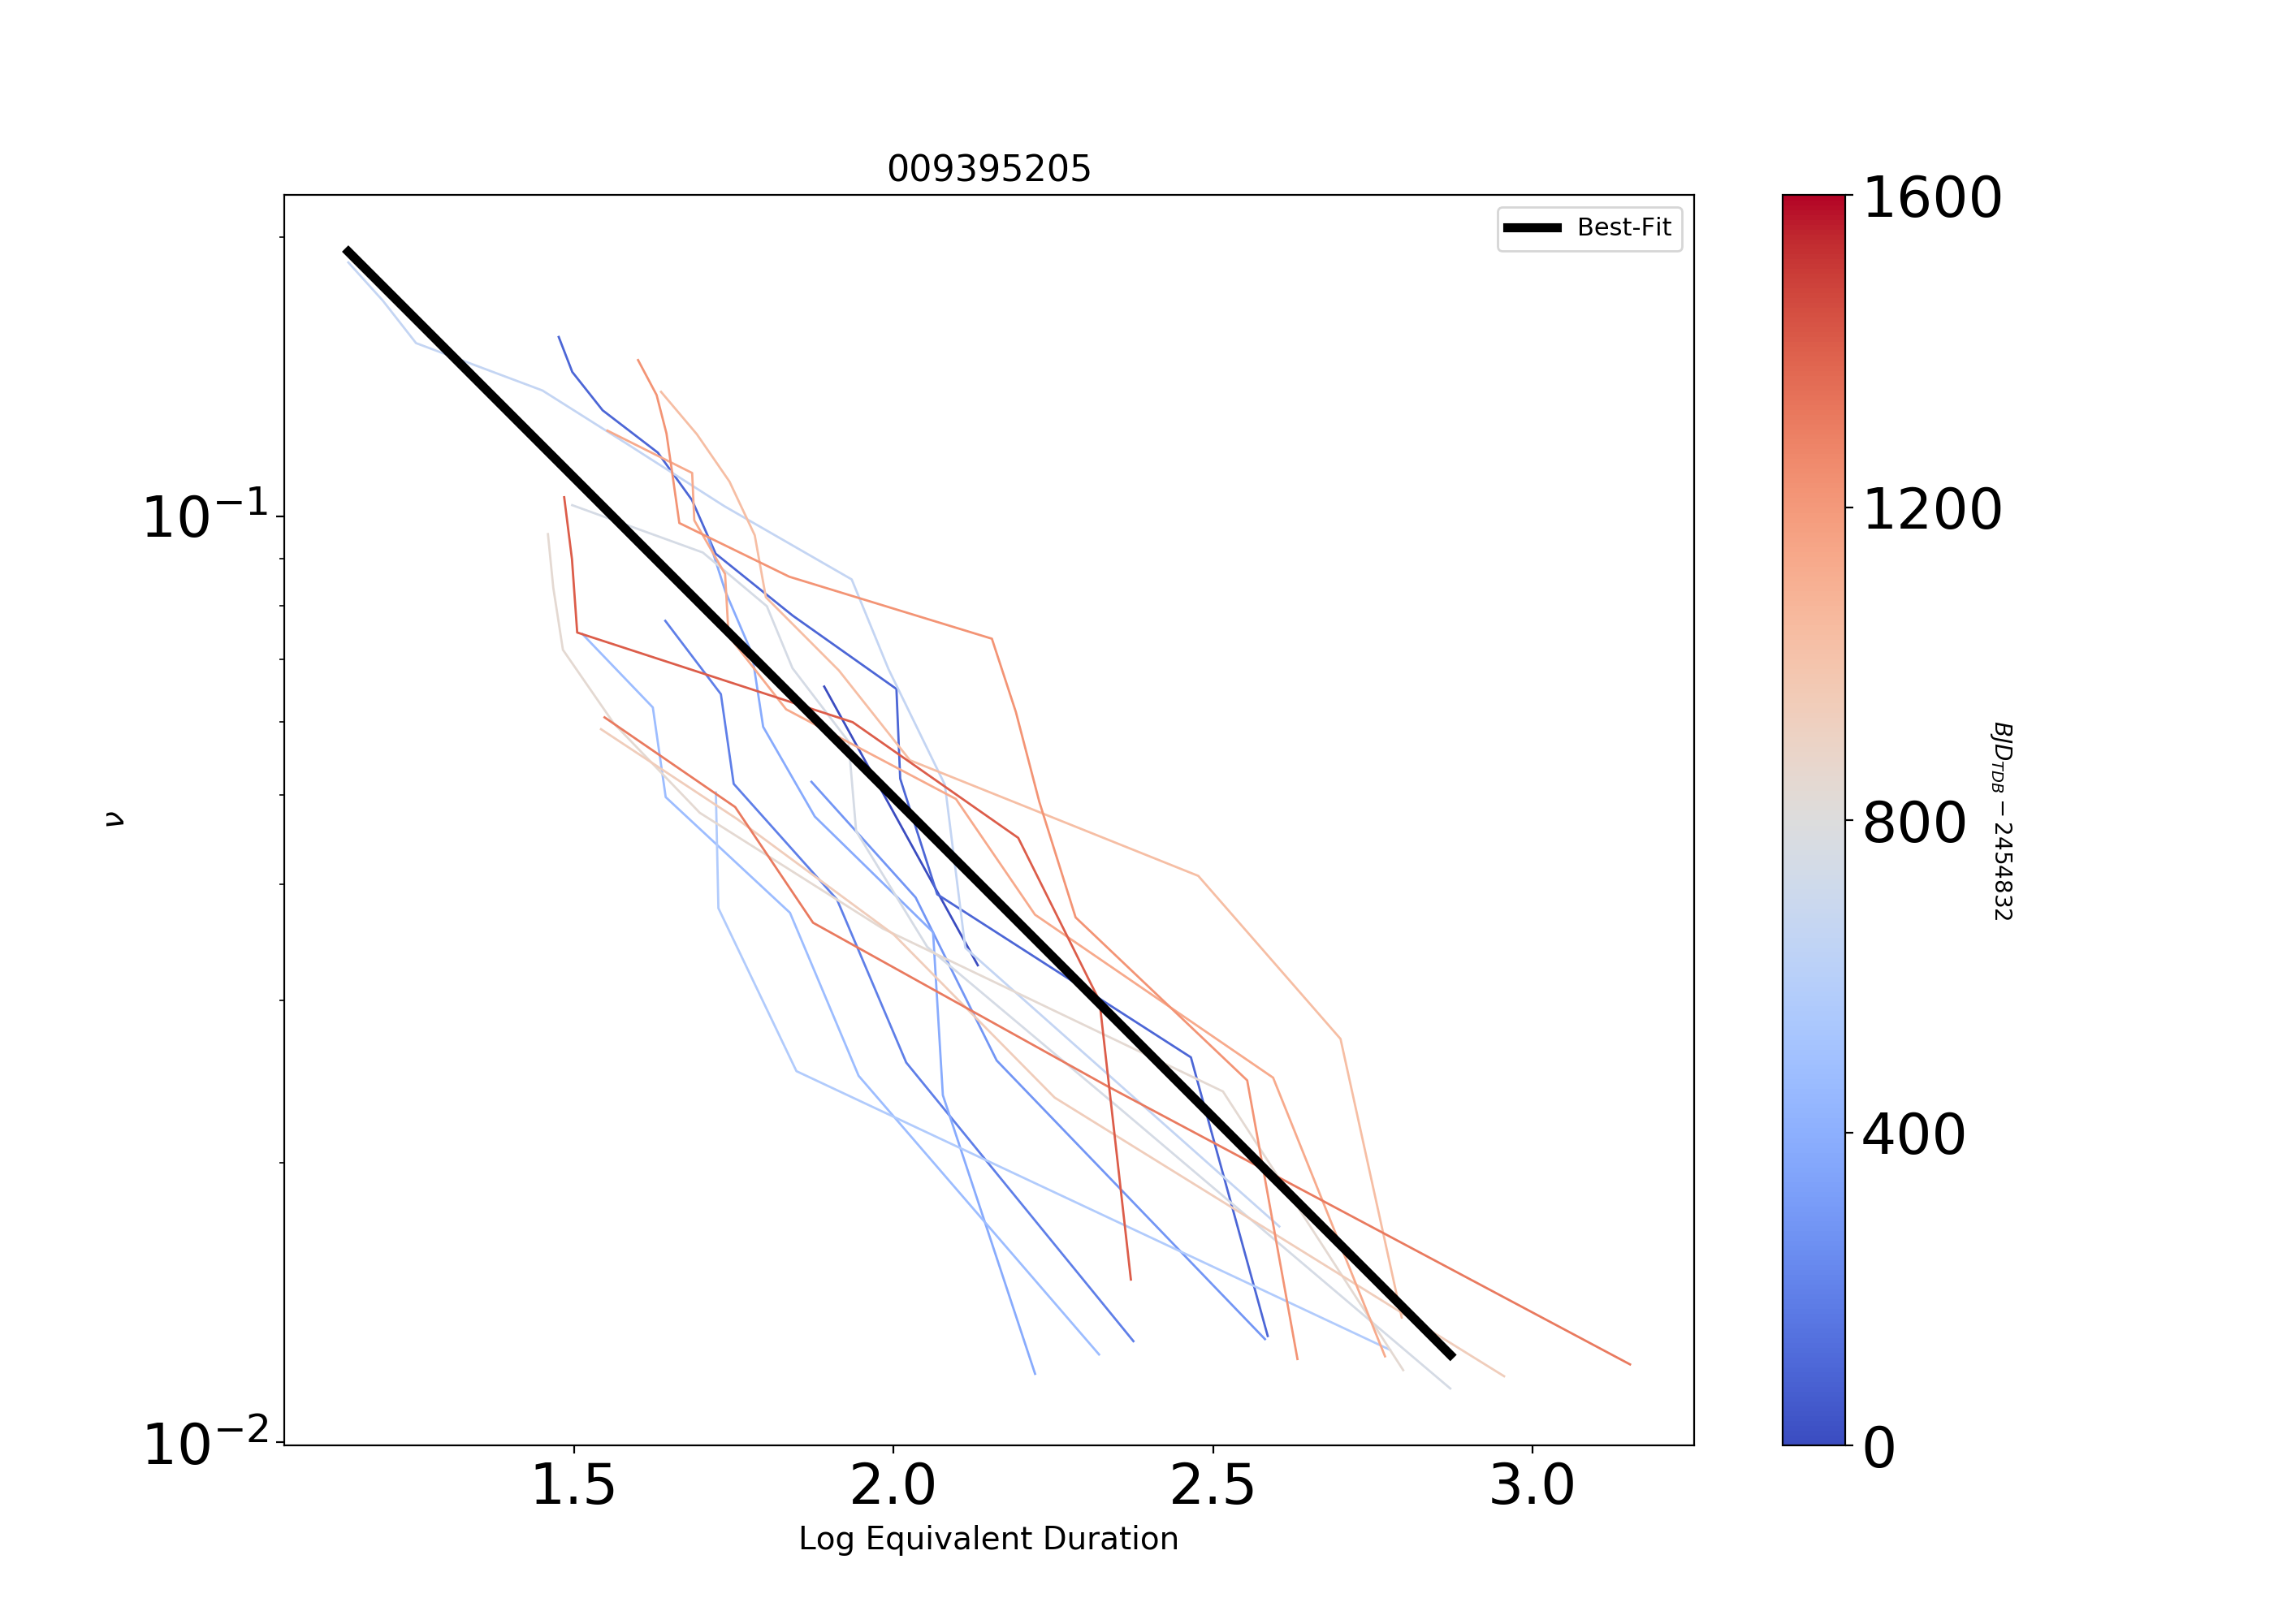 009395205
Best-Fit
10⁻¹
10⁻²
ν
1.5 2.0 2.5 3.0
Log Equivalent Duration
1600
1200
800
400
0
BJD_TDB − 2454832